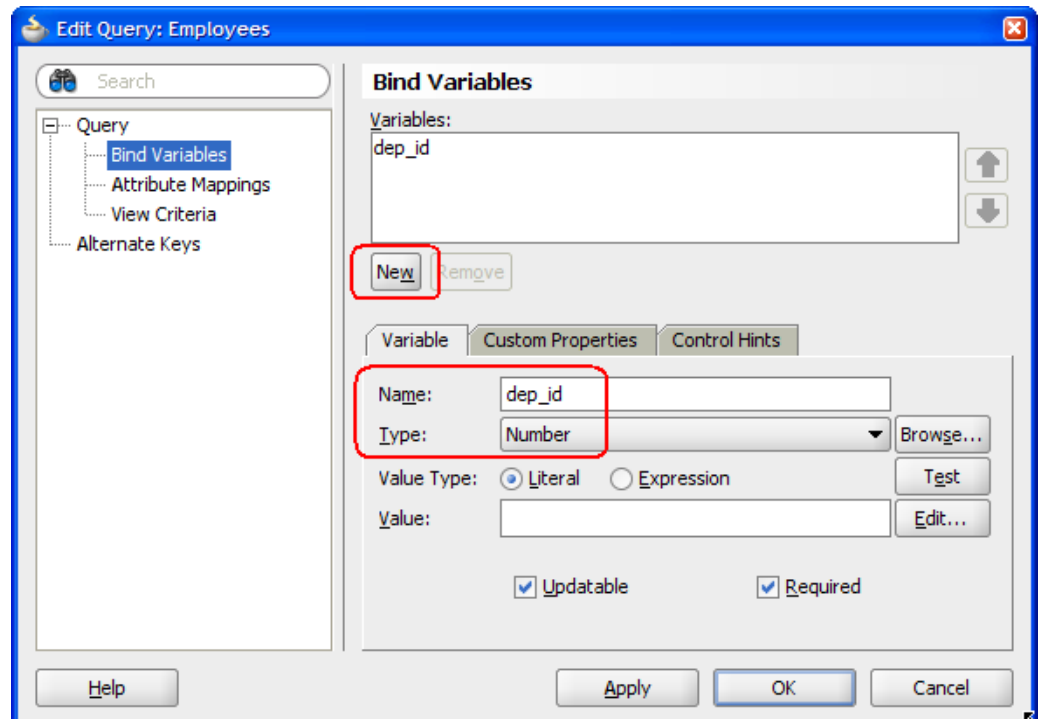 Edit Query: Employees
Search
Query
Bind Variables
Attribute Mappings
View Criteria
Alternate Keys
Bind Variables
Variables:
dep_id
New Remove
Variable Custom Properties Control Hints
Name: dep_id
Type: Number Browse...
Value Type: Literal Expression Test
Value: Edit...
Updatable Required
Help Apply OK Cancel